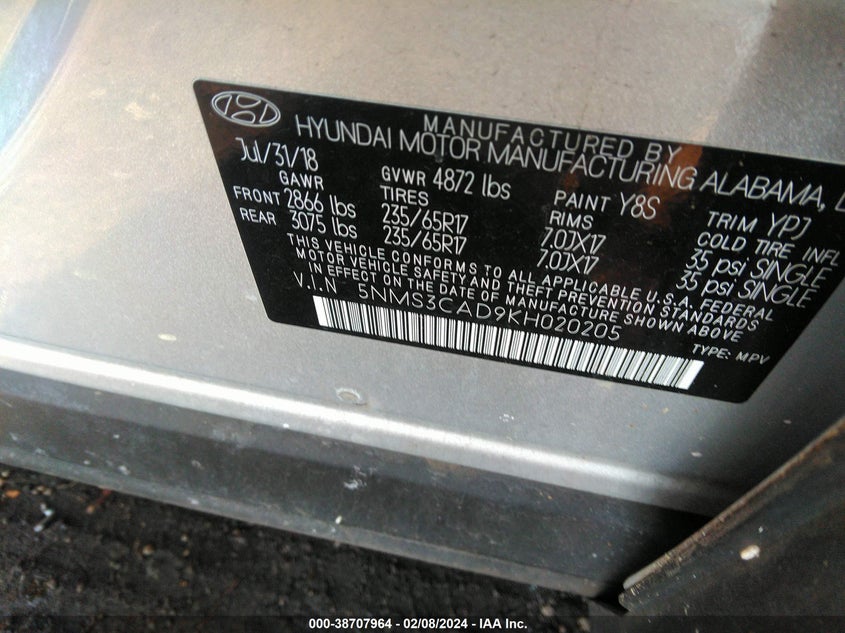 MANUFACTURED BY
HYUNDAI MOTOR MANUFACTURING ALABAMA,
Jul/31/18
GAWR GVWR 4872 lbs PAINT Y8S TRIM YPJ
FRONT 2866 lbs TIRES 235/65R17 RIMS 7.0JX17 COLD TIRE INFL 35 psi SINGLE
REAR 3075 lbs 235/65R17 7.0JX17 35 psi SINGLE
THIS VEHICLE CONFORMS TO ALL APPLICABLE U.S.A. FEDERAL
MOTOR VEHICLE SAFETY AND THEFT PREVENTION STANDARDS
IN EFFECT ON THE DATE OF MANUFACTURE SHOWN ABOVE
V.I.N 5NMS3CAD9KH020205
TYPE: MPV
000-38707964 - 02/08/2024 - IAA Inc.